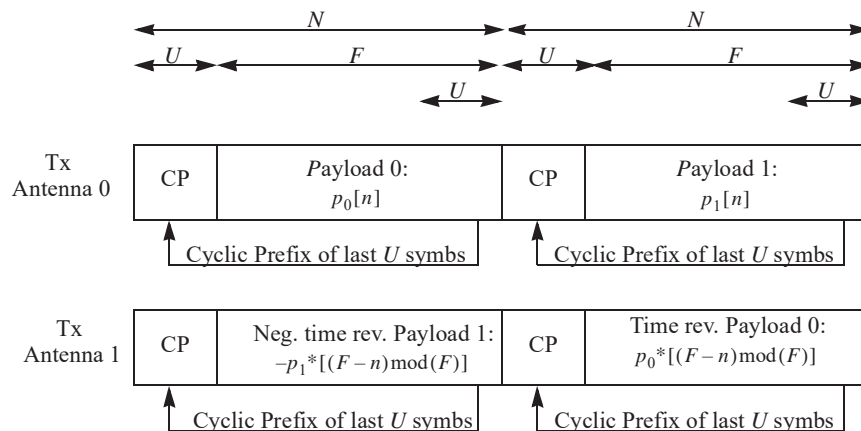 N N
U F U F
U U
Tx
Antenna 0
CP
Payload 0:
p₀[n]
CP
Payload 1:
p₁[n]
Cyclic Prefix of last U symbs Cyclic Prefix of last U symbs
Tx
Antenna 1
CP
Neg. time rev. Payload 1:
–p₁*[(F – n)mod(F)]
CP
Time rev. Payload 0:
p₀*[(F – n)mod(F)]
Cyclic Prefix of last U symbs Cyclic Prefix of last U symbs